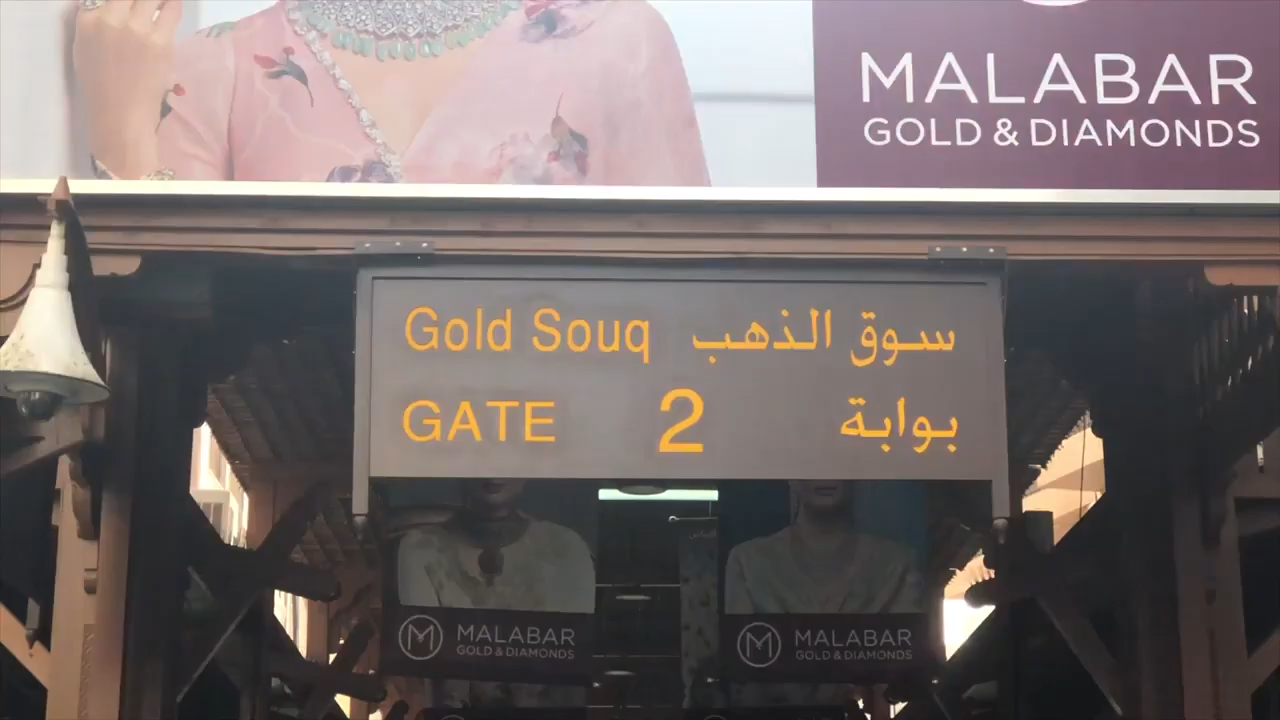 MALABAR
GOLD & DIAMONDS
Gold Souq سوق الذهب
GATE 2 بوابة
MALABAR
GOLD & DIAMONDS
MALABAR
GOLD & DIAMONDS